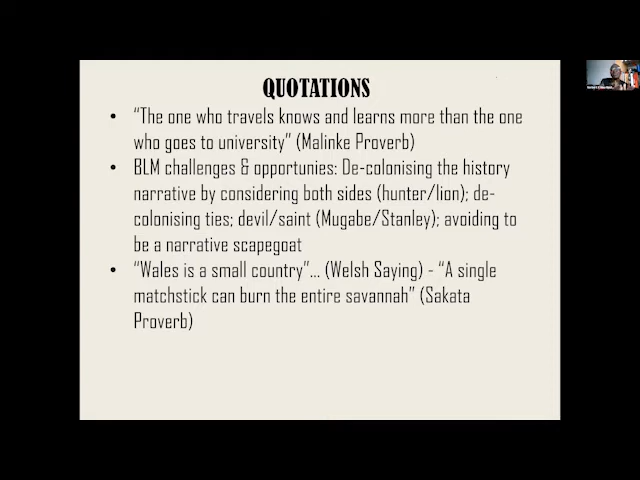 QUOTATIONS
• “The one who travels knows and learns more than the one
who goes to university” (Malinke Proverb)
• BLM challenges & opportunies: De-colonising the history
narrative by considering both sides (hunter/lion); de-
colonising ties; devil/saint (Mugabe/Stanley); avoiding to
be a narrative scapegoat
• “Wales is a small country”... (Welsh Saying) - “A single
matchstick can burn the entire savannah” (Sakata
Proverb)